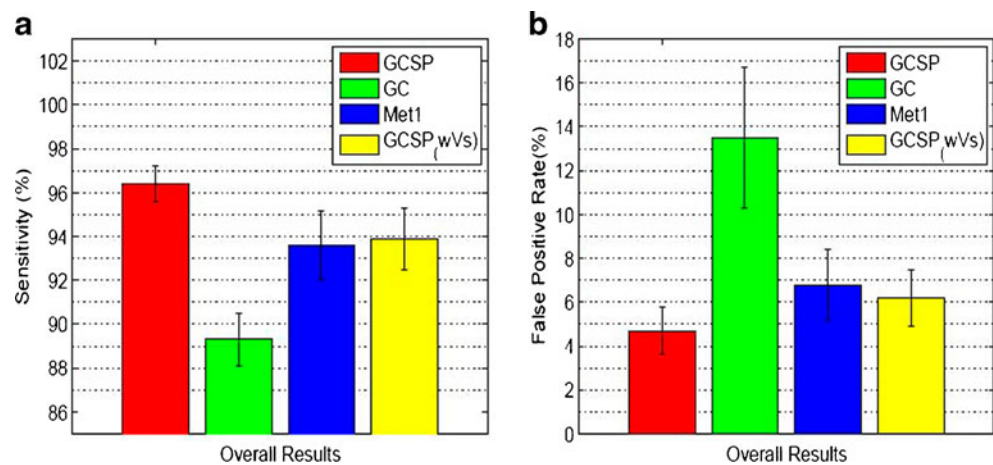 a
102
100
98
96
94
92
90
88
86
Sensitivity (%)
GCSP
GC
Met1
GCSP(wVs)
Overall Results
b
18
16
14
12
10
8
6
4
2
0
False Positive Rate(%)
GCSP
GC
Met1
GCSP(wVs)
Overall Results